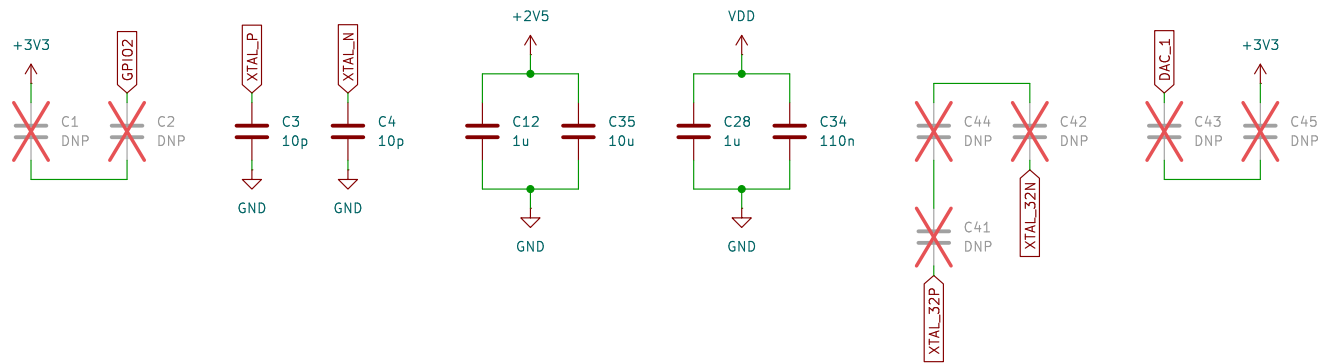 +3V3
GPIO2
C1
DNP
C2
DNP
XTAL_P
C3
10p
GND
XTAL_N
C4
10p
GND
+2V5
C12
1u
C35
10u
GND
VDD
C28
1u
C34
110n
GND
C44
DNP
C42
DNP
XTAL_32N
C41
DNP
XTAL_32P
DAC_1
C43
DNP
+3V3
C45
DNP